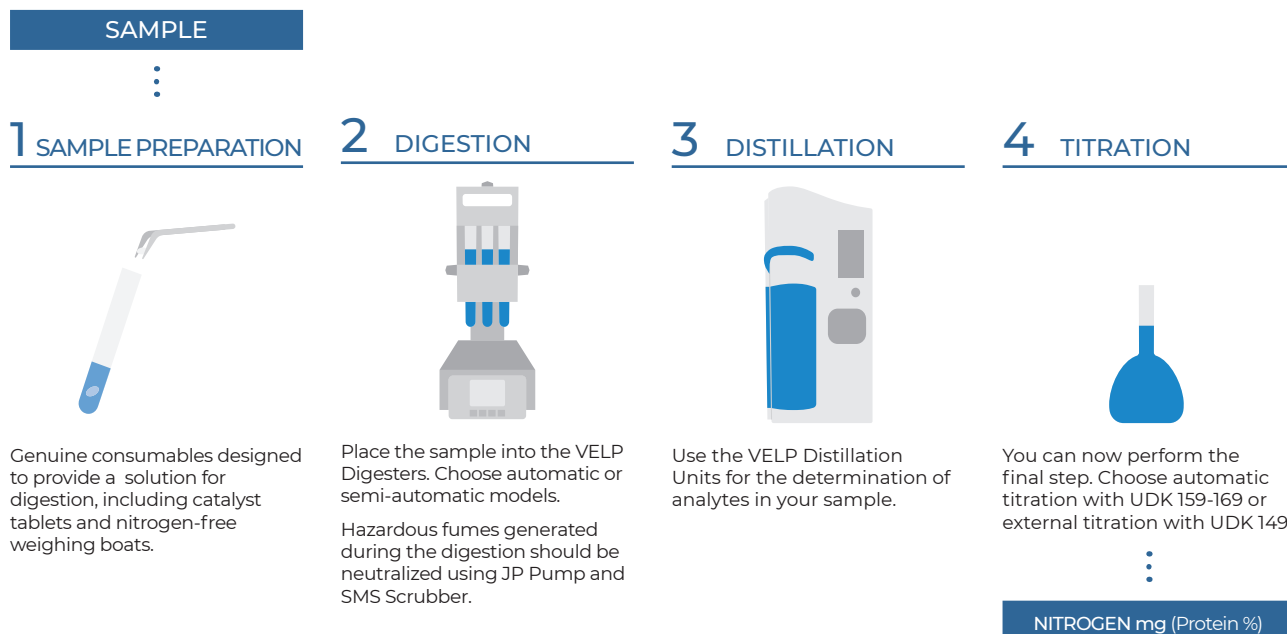 SAMPLE
1 SAMPLE PREPARATION
Genuine consumables designed
to provide a solution for
digestion, including catalyst
tablets and nitrogen-free
weighing boats.
2 DIGESTION
Place the sample into the VELP
Digesters. Choose automatic or
semi-automatic models.
Hazardous fumes generated
during the digestion should be
neutralized using JP Pump and
SMS Scrubber.
3 DISTILLATION
Use the VELP Distillation
Units for the determination of
analytes in your sample.
4 TITRATION
You can now perform the
final step. Choose automatic
titration with UDK 159-169 or
external titration with UDK 149
NITROGEN mg (Protein %)